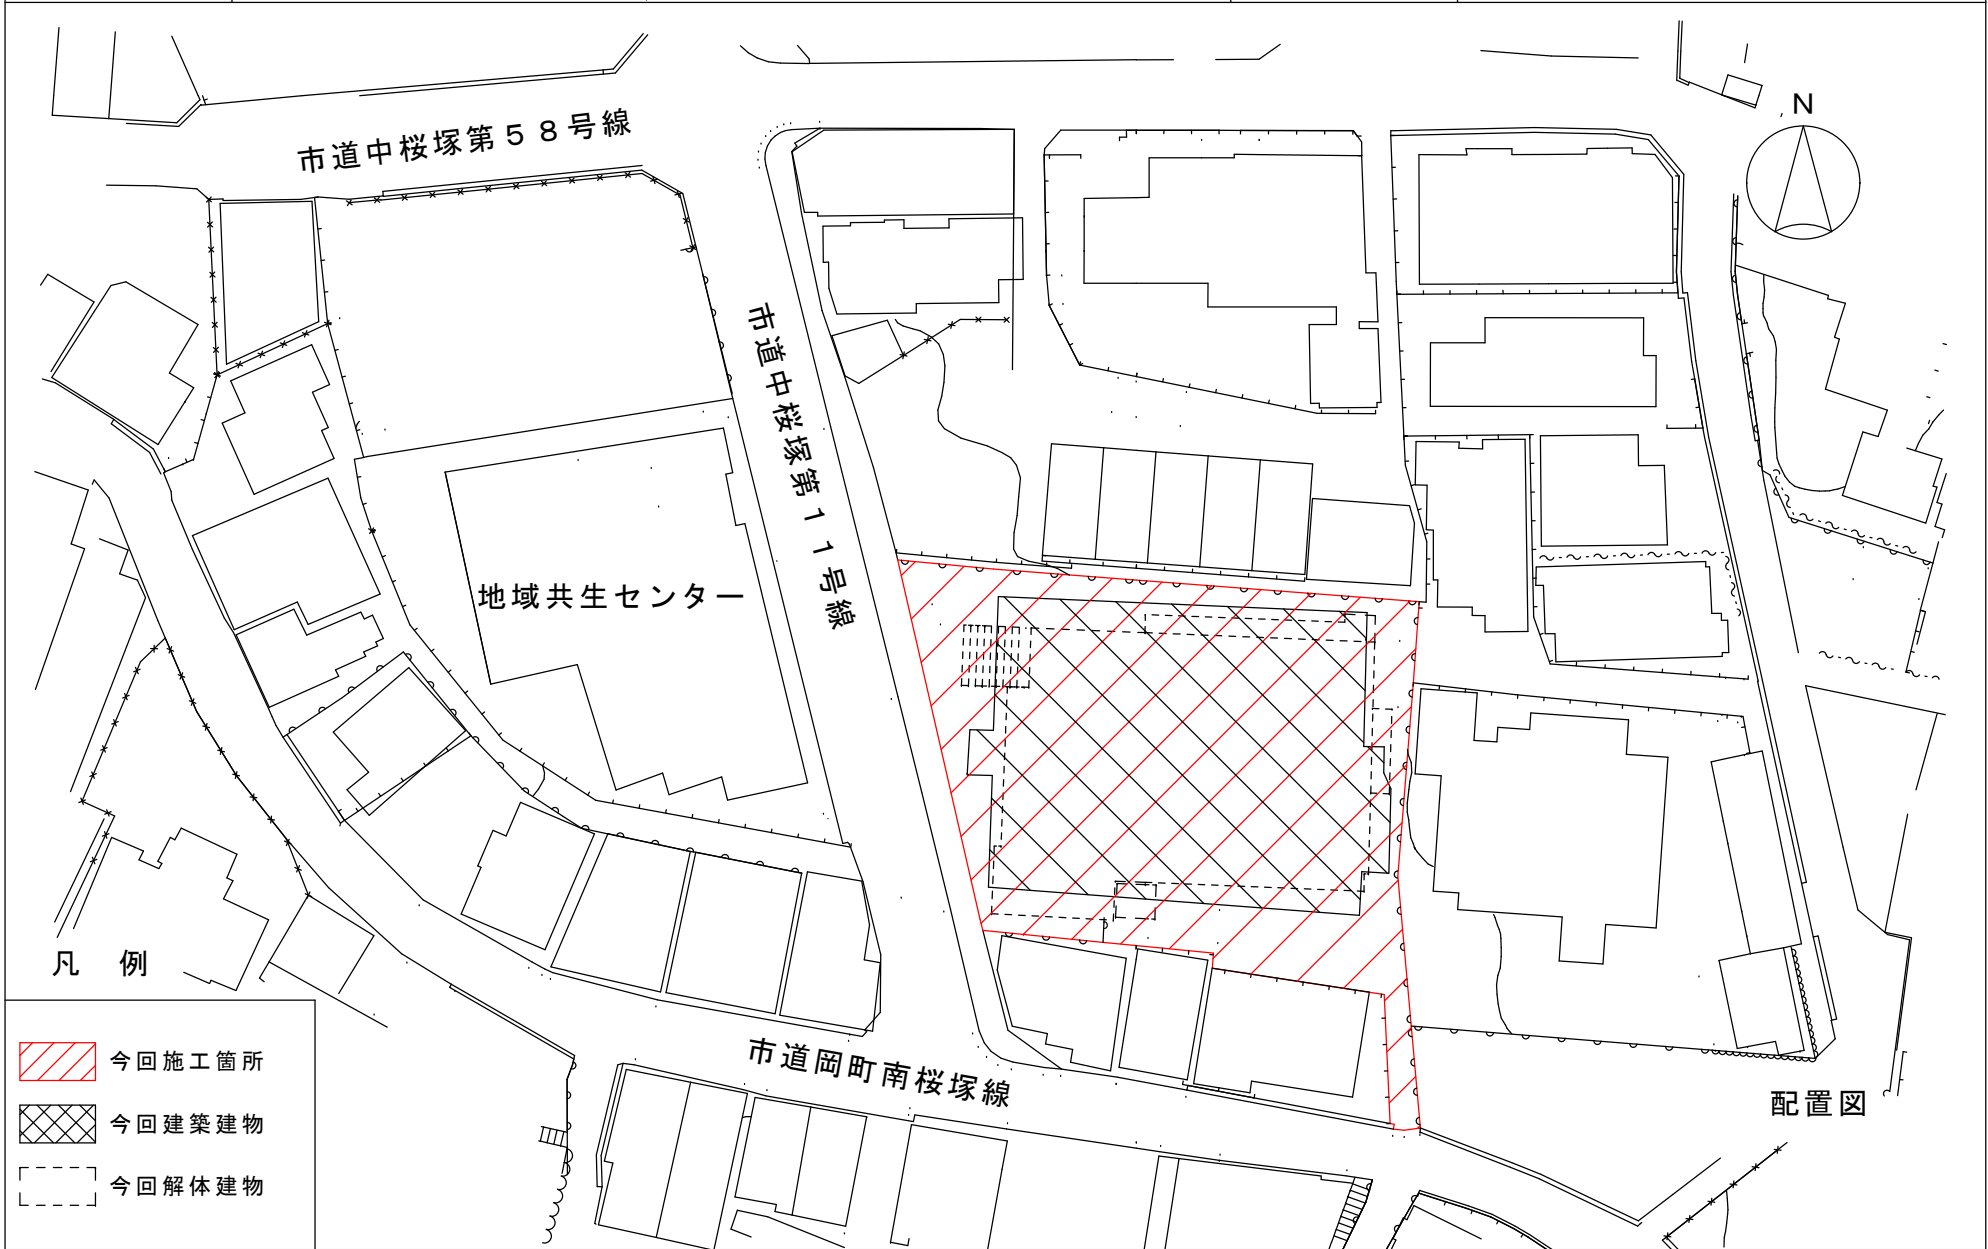 N
市道中桜塚第５８号線
市道中桜塚第１１号線
地域共生センター
市道岡町南桜塚線
凡　例
今回施工箇所
今回建築建物
今回解体建物
配置図